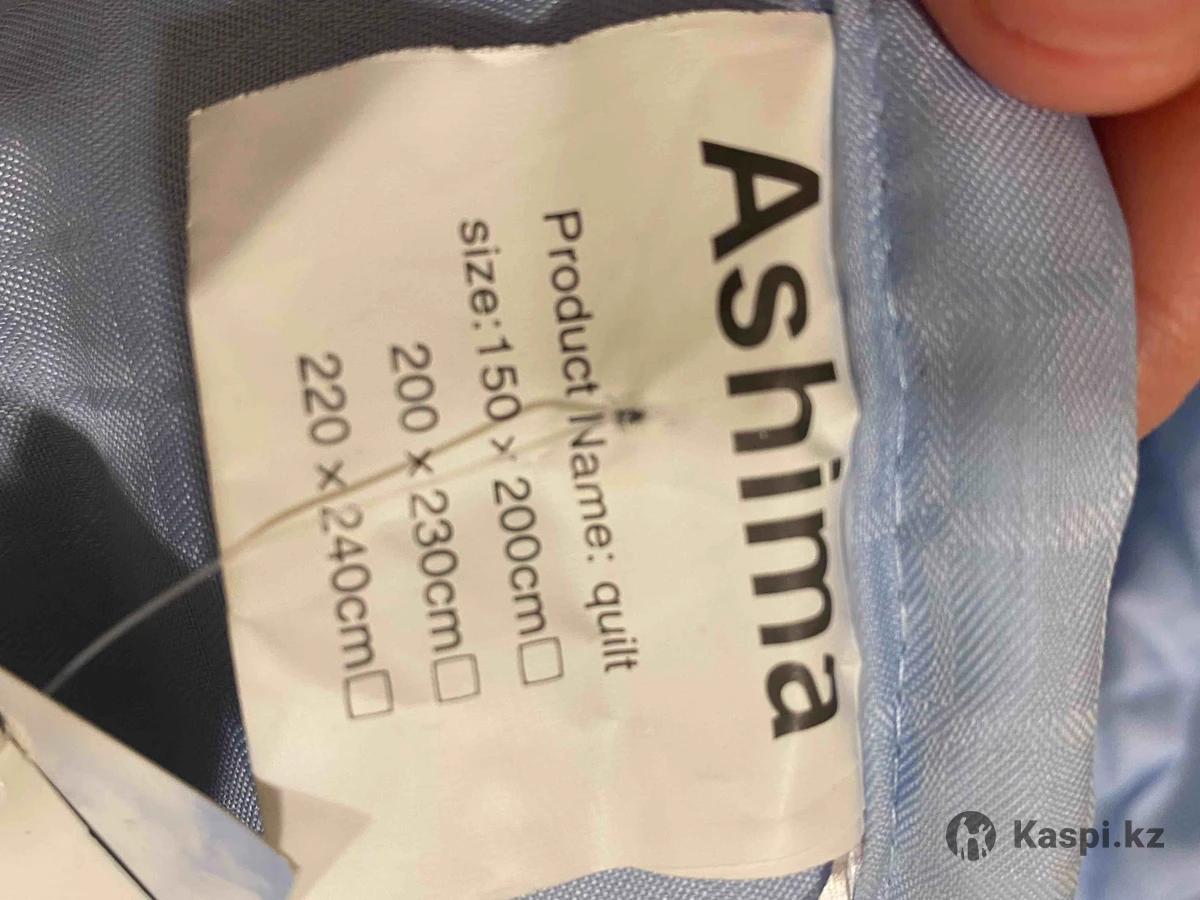 Ashima
Product Name: quilt
size:150 x 200cm□
200 x 230cm□
220 x 240cm□
Kaspi.kz